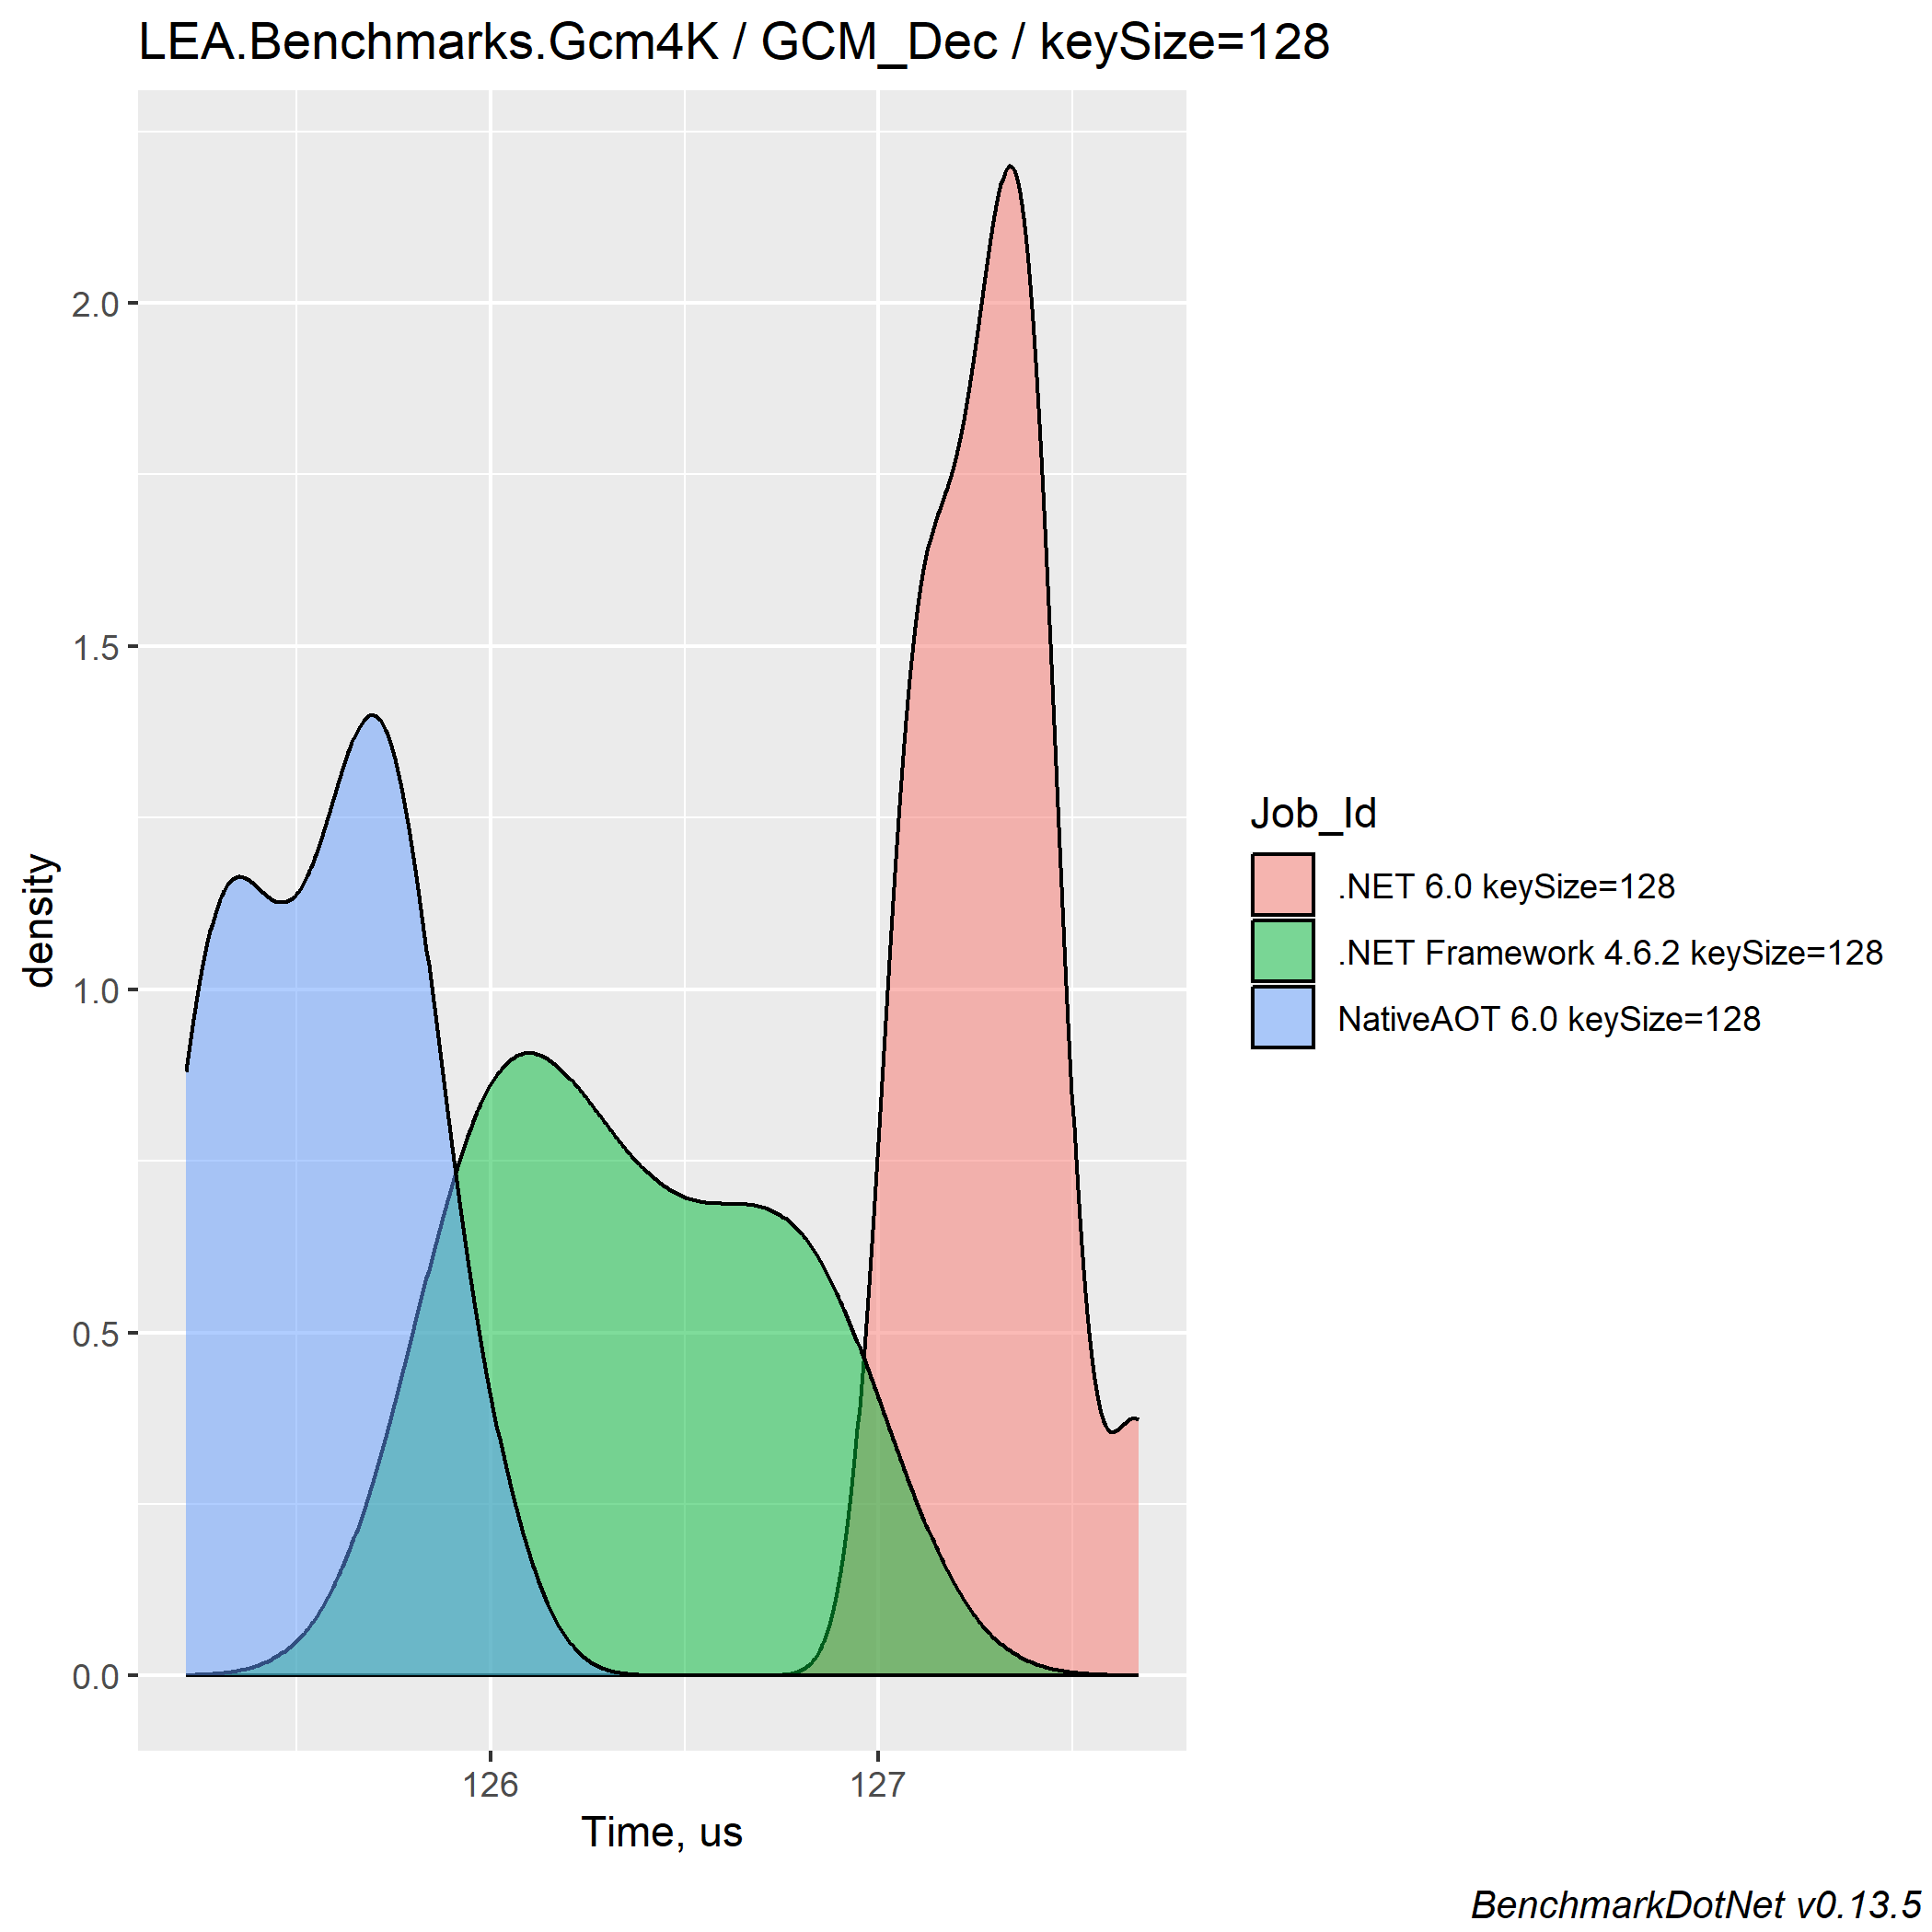 LEA.Benchmarks.Gcm4K / GCM_Dec / keySize=128
density
2.0
1.5
1.0
0.5
0.0
126
127
Time, us
Job_Id
.NET 6.0 keySize=128
.NET Framework 4.6.2 keySize=128
NativeAOT 6.0 keySize=128
BenchmarkDotNet v0.13.5